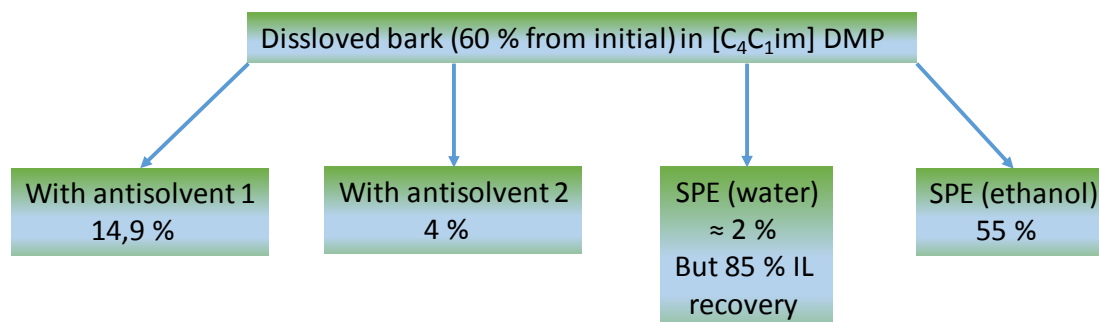 Dissloved bark (60 % from initial) in [C₄C₁im] DMP
With antisolvent 1
14,9 %
With antisolvent 2
4 %
SPE (water)
≈ 2 %
But 85 % IL
recovery
SPE (ethanol)
55 %